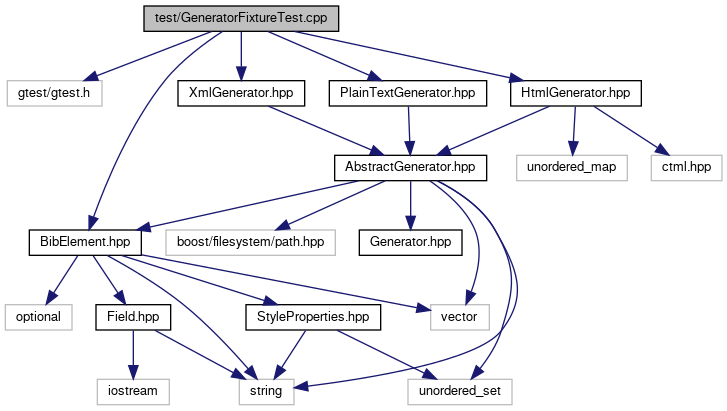 test/GeneratorFixtureTest.cpp
gtest/gtest.h
XmlGenerator.hpp
PlainTextGenerator.hpp
HtmlGenerator.hpp
AbstractGenerator.hpp
unordered_map
ctml.hpp
BibElement.hpp
boost/filesystem/path.hpp
Generator.hpp
optional
Field.hpp
StyleProperties.hpp
vector
iostream
string
unordered_set